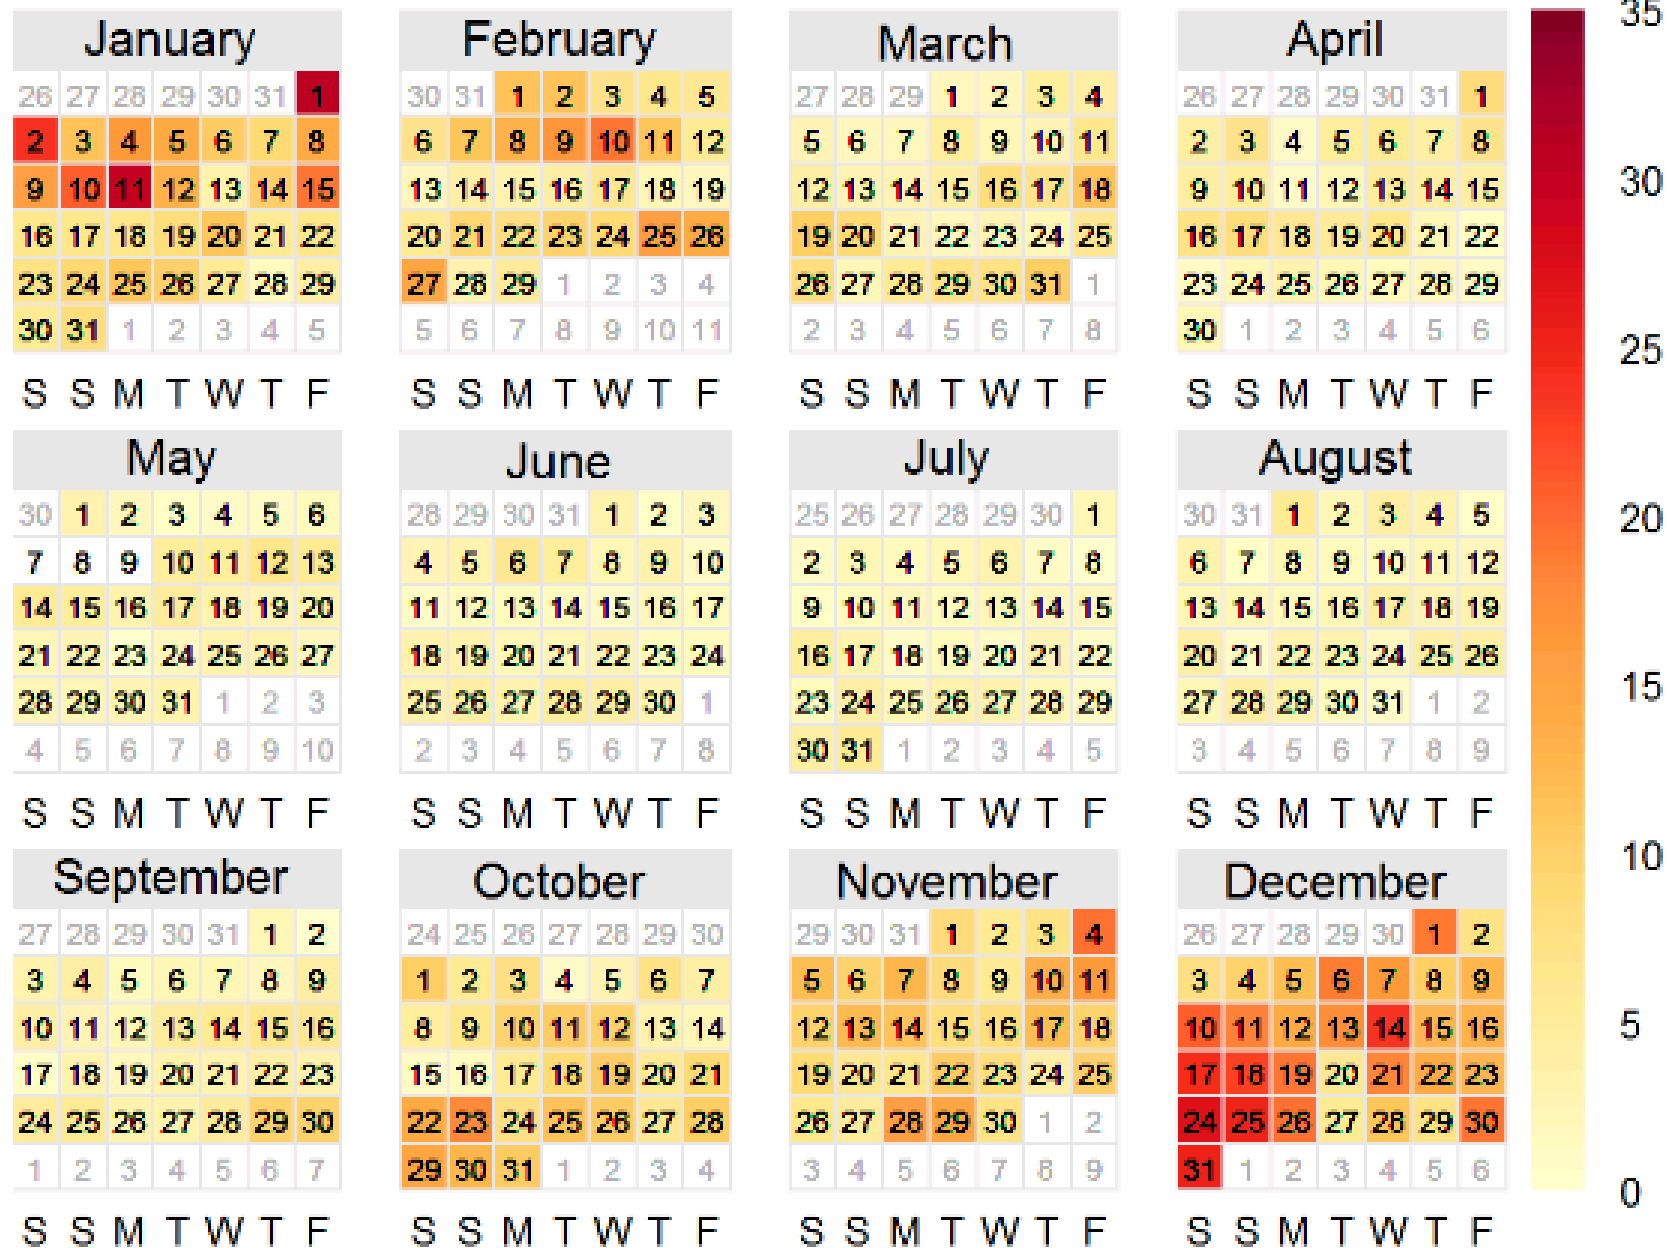 January February March April 35
26 27 28 29 30 31 1 30 31 1 2 3 4 5 27 28 29 1 2 3 4 26 27 28 29 30 31 1
2 3 4 5 6 7 8 6 7 8 9 10 11 12 5 6 7 8 9 10 11 2 3 4 5 6 7 8
9 10 11 12 13 14 15 13 14 15 16 17 18 19 12 13 14 15 16 17 18 9 10 11 12 13 14 15 30
16 17 18 19 20 21 22 20 21 22 23 24 25 26 19 20 21 22 23 24 25 16 17 18 19 20 21 22
23 24 25 26 27 28 29 27 28 29 1 2 3 4 26 27 28 29 30 31 1 23 24 25 26 27 28 29
30 31 1 2 3 4 5 5 6 7 8 9 10 11 2 3 4 5 6 7 8 30 1 2 3 4 5 6 25
S S M T W T F S S M T W T F S S M T W T F S S M T W T F
May June July August
30 1 2 3 4 5 6 28 29 30 31 1 2 3 25 26 27 28 29 30 1 30 31 1 2 3 4 5 20
7 8 9 10 11 12 13 4 5 6 7 8 9 10 2 3 4 5 6 7 8 6 7 8 9 10 11 12
14 15 16 17 18 19 20 11 12 13 14 15 16 17 9 10 11 12 13 14 15 13 14 15 16 17 18 19
21 22 23 24 25 26 27 18 19 20 21 22 23 24 16 17 18 19 20 21 22 20 21 22 23 24 25 26 15
28 29 30 31 1 2 3 25 26 27 28 29 30 1 23 24 25 26 27 28 29 27 28 29 30 31 1 2
4 5 6 7 8 9 10 2 3 4 5 6 7 8 30 31 1 2 3 4 5 3 4 5 6 7 8 9
S S M T W T F S S M T W T F S S M T W T F S S M T W T F
September October November December 10
27 28 29 30 31 1 2 24 25 26 27 28 29 30 29 30 31 1 2 3 4 26 27 28 29 30 1 2
3 4 5 6 7 8 9 1 2 3 4 5 6 7 5 6 7 8 9 10 11 3 4 5 6 7 8 9
10 11 12 13 14 15 16 8 9 10 11 12 13 14 12 13 14 15 16 17 18 10 11 12 13 14 15 16 5
17 18 19 20 21 22 23 15 16 17 18 19 20 21 19 20 21 22 23 24 25 17 18 19 20 21 22 23
24 25 26 27 28 29 30 22 23 24 25 26 27 28 26 27 28 29 30 1 2 24 25 26 27 28 29 30
1 2 3 4 5 6 7 29 30 31 1 2 3 4 3 4 5 6 7 8 9 31 1 2 3 4 5 6 0
S S M T W T F S S M T W T F S S M T W T F S S M T W T F